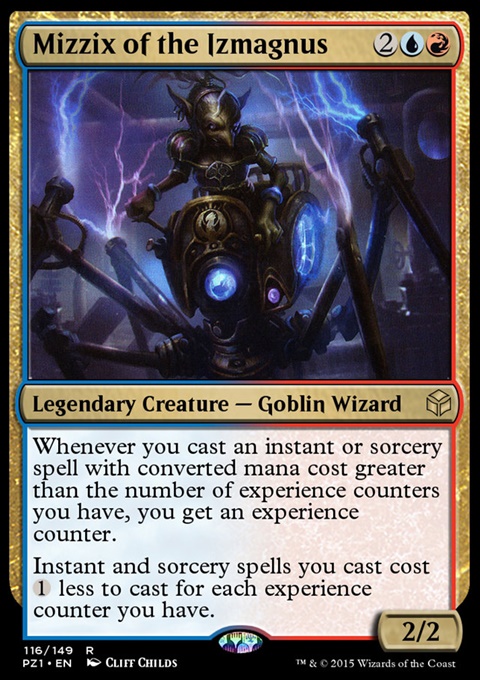 Mizzix of the Izmagnus 2
Legendary Creature — Goblin Wizard
Whenever you cast an instant or sorcery
spell with converted mana cost greater
than the number of experience counters
you have, you get an experience
counter.
Instant and sorcery spells you cast cost
1 less to cast for each experience
counter you have.
2/2
116/149 R
PZ1 • EN Cliff Childs
™ & © 2015 Wizards of the Coast